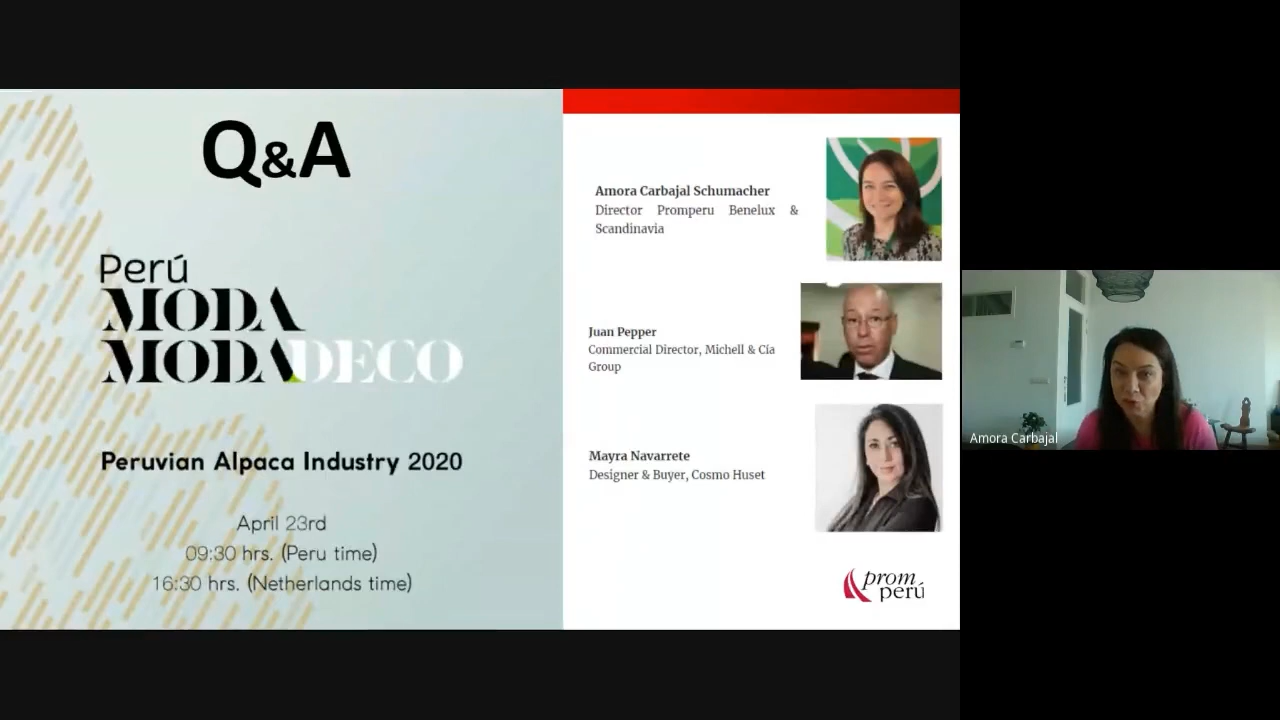 Q&A
Perú
MODA
MODADECO
Peruvian Alpaca Industry 2020
April 23rd
09:30 hrs. (Peru time)
16:30 hrs. (Netherlands time)
Amora Carbajal Schumacher
Director Promperu Benelux &
Scandinavia
Juan Pepper
Commercial Director, Michell & Cía
Group
Mayra Navarrete
Designer & Buyer, Cosmo Huset
prom
perú
Amora Carbajal